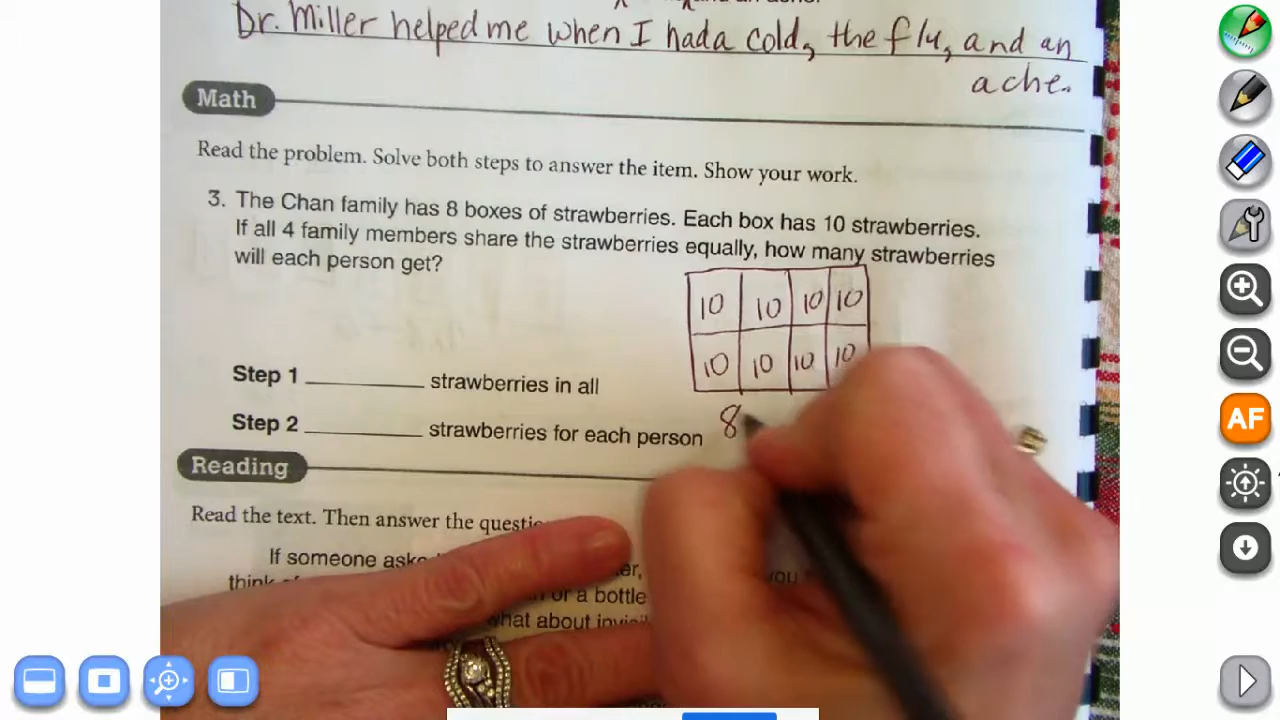 Dr. Miller helped me when I had a cold, the flu, and an
ache.
Math
Read the problem. Solve both steps to answer the item. Show your work.
3. The Chan family has 8 boxes of strawberries. Each box has 10 strawberries.
If all 4 family members share the strawberries equally, how many strawberries
will each person get?
10 10 10 10
10 10 10 10
Step 1 ________ strawberries in all
Step 2 ________ strawberries for each person
8
Reading
Read the text. Then answer the
If someone
or a bottle
what about
AF